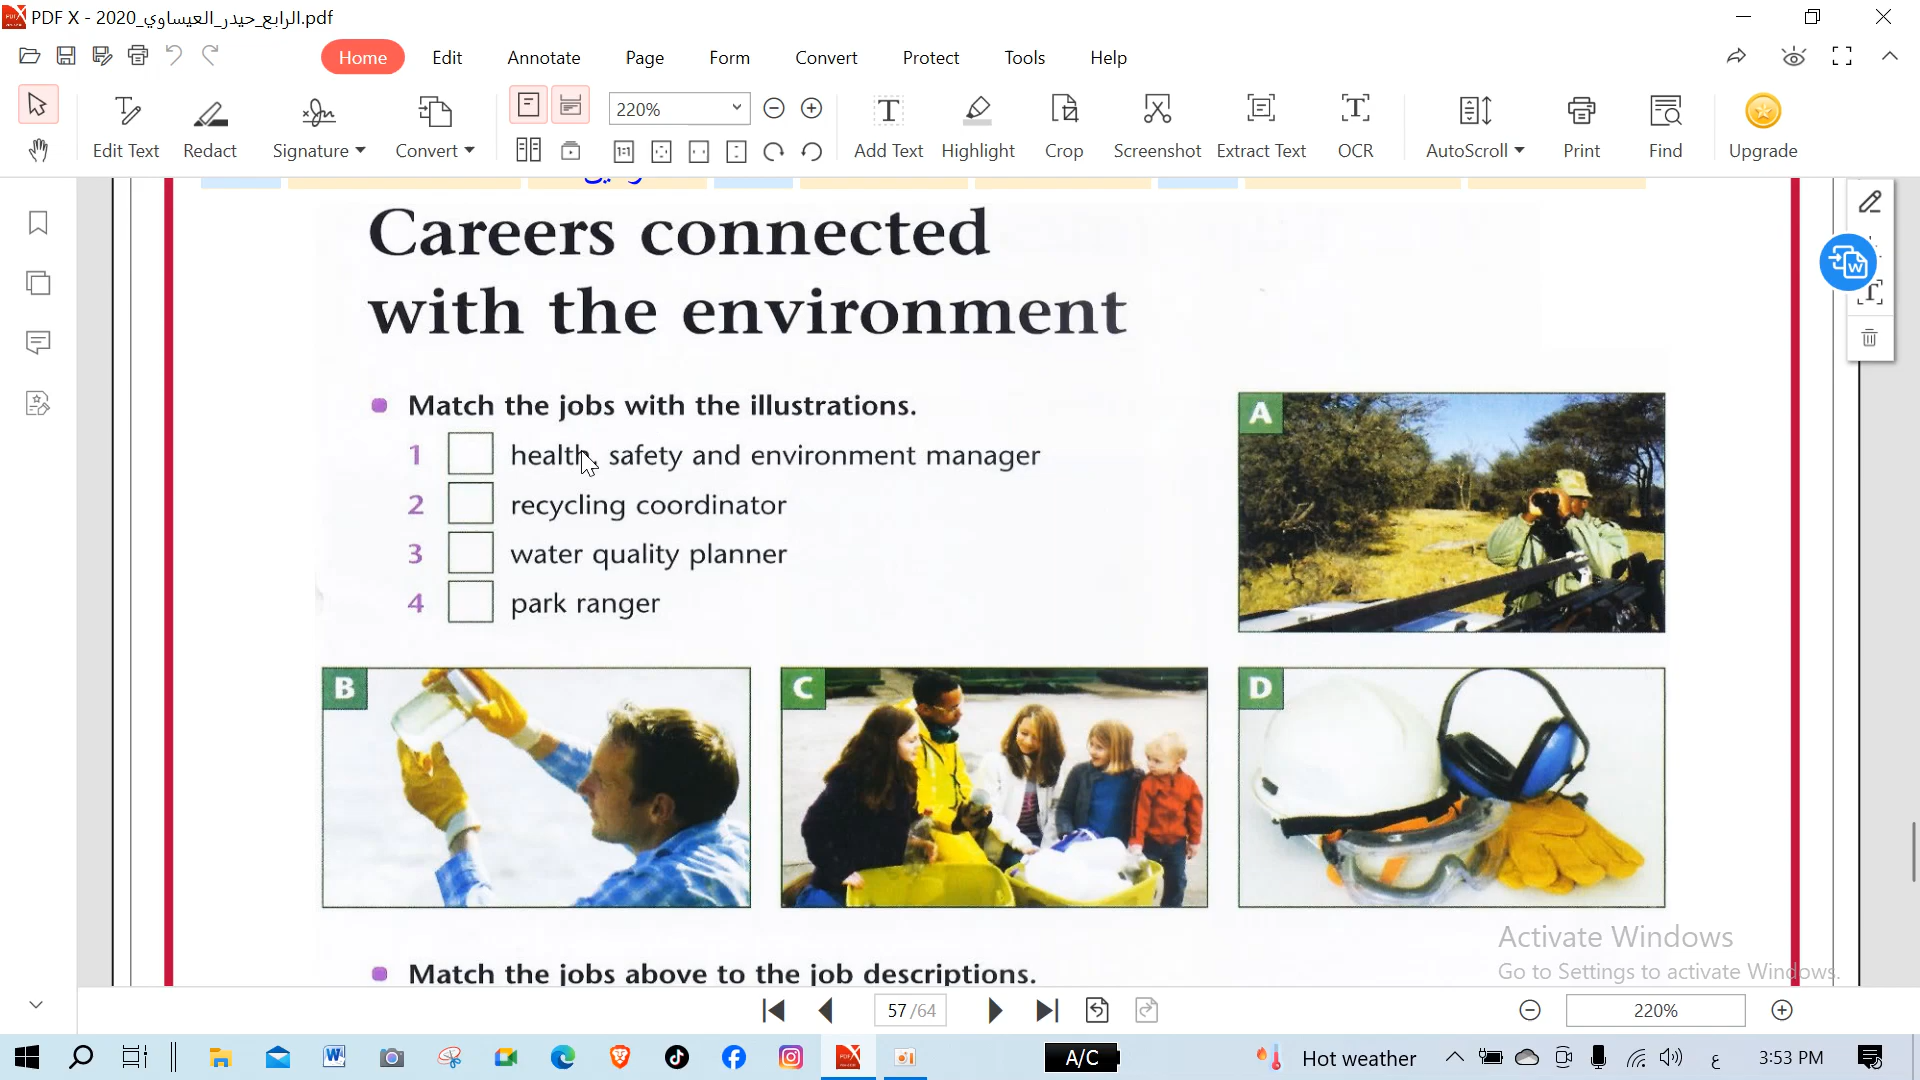 PDF X - 2020_الرابع_حيدر_العيساوي.pdf
Home Edit Annotate Page Form Convert Protect Tools Help
220%
Edit Text Redact Signature Convert Add Text Highlight Crop Screenshot Extract Text OCR AutoScroll Print Find Upgrade
Careers connected
with the environment
Match the jobs with the illustrations.
1 health, safety and environment manager
2 recycling coordinator
3 water quality planner
4 park ranger
A
B
C
D
Match the jobs above to the job descriptions.
Activate Windows
Go to Settings to activate Windows.
57 /64
220%
A/C
Hot weather
ع
3:53 PM